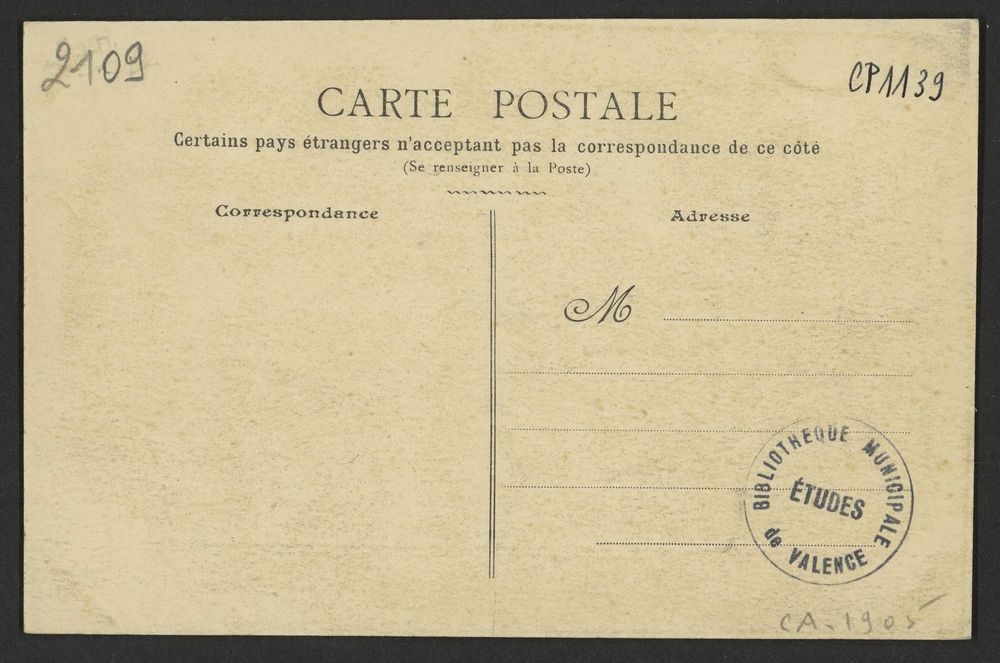 2109
CP1139
CARTE POSTALE
Certains pays étrangers n'acceptant pas la correspondance de ce côté
(Se renseigner à la Poste)
Correspondance
Adresse
M
BIBLIOTHEQUE MUNICIPALE
ÉTUDES
de VALENCE
CA-1905